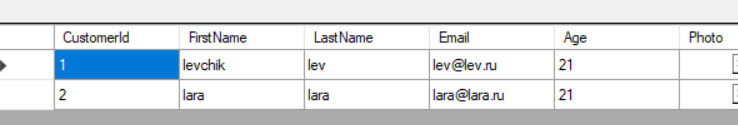 CustomerId FirstName LastName Email Age Photo
1 levchik lev lev@lev.ru 21
2 lara lara lara@lara.ru 21